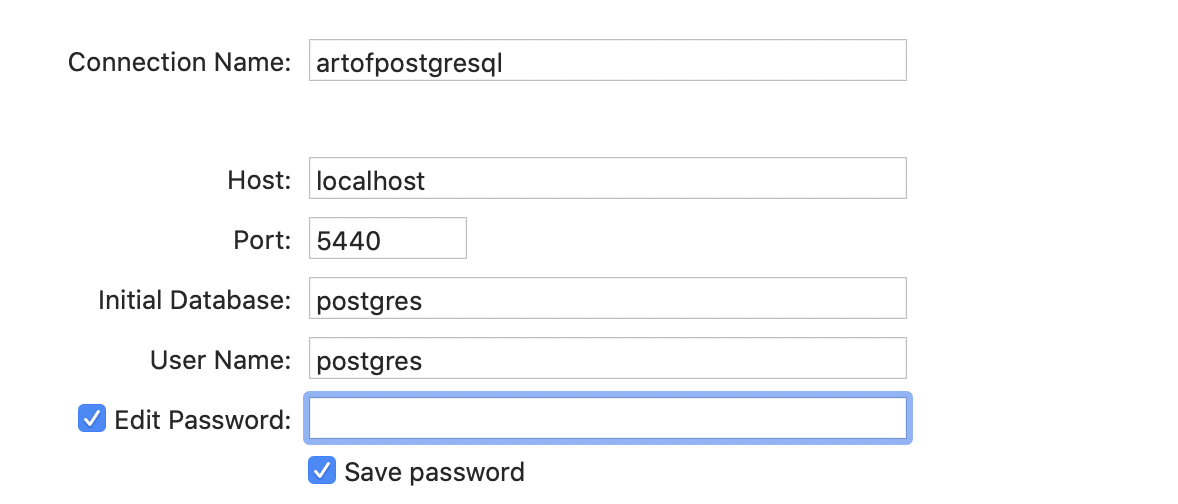 Connection Name: artofpostgresql
Host: localhost
Port: 5440
Initial Database: postgres
User Name: postgres
Edit Password:
Save password